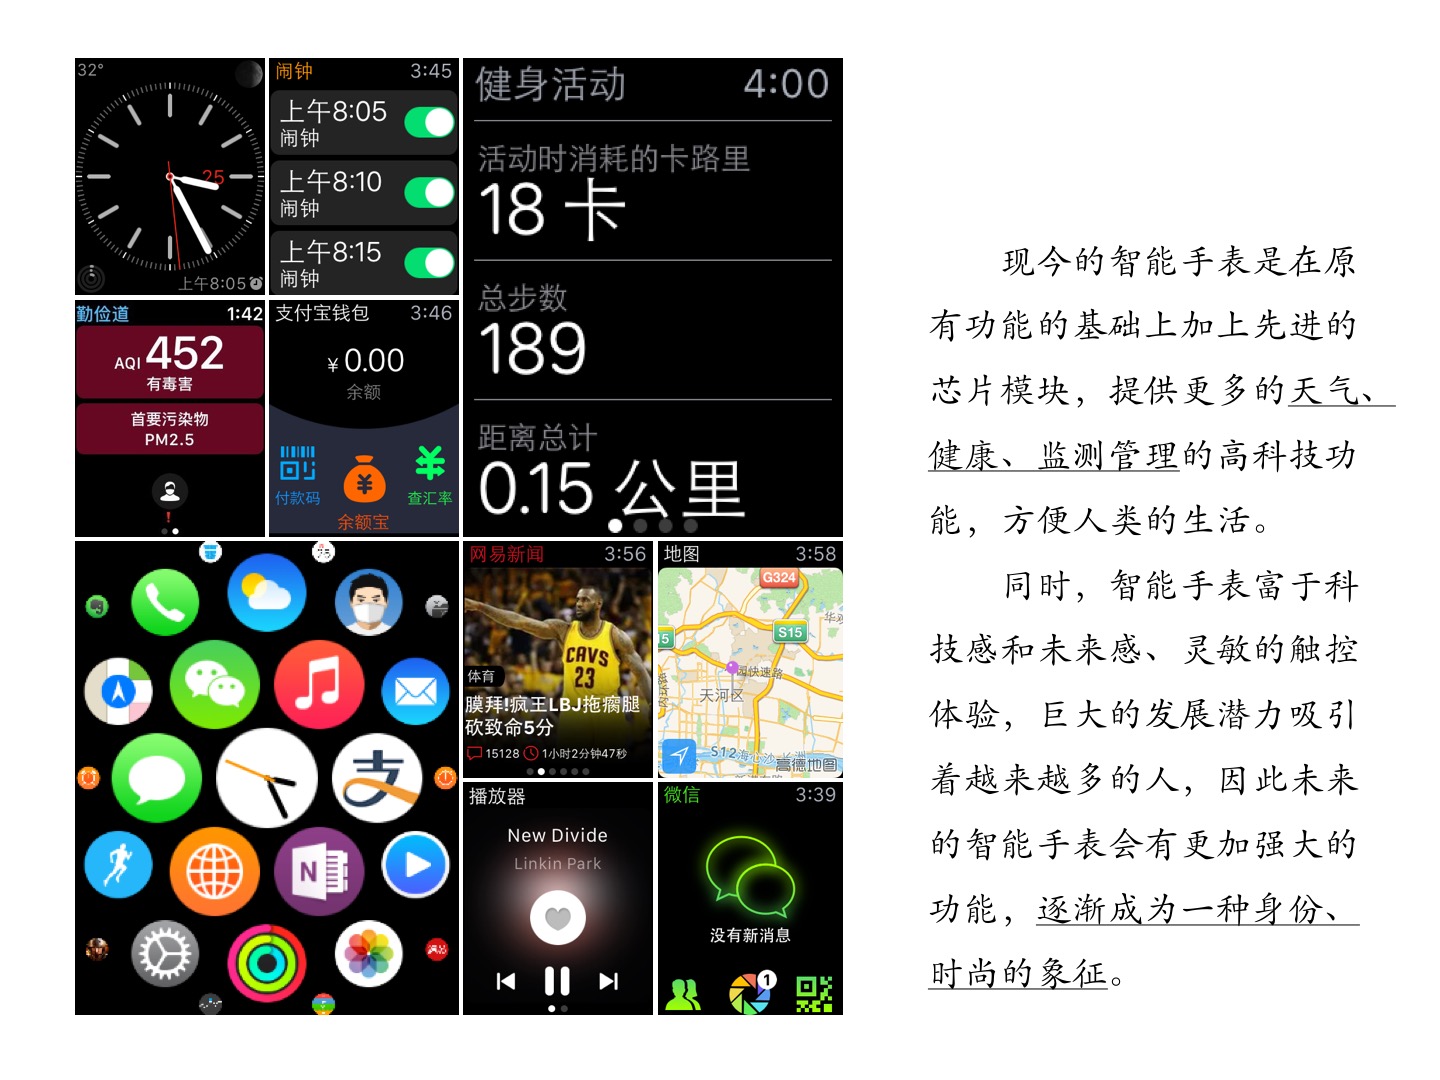 32°
25
上午8:05
闹钟 3:45
上午8:05
闹钟
上午8:10
闹钟
上午8:15
闹钟
健身活动 4:00
活动时消耗的卡路里
18 卡
总步数
189
距离总计
0.15 公里
勤俭道 1:42
AQI 452
有毒害
首要污染物
PM2.5
!
支付宝钱包 3:46
¥ 0.00
余额
付款码
余额宝
查汇率
支
N
网易新闻 3:56
CAVS
23
体育
膜拜!疯王LBJ拖瘸腿
砍致命5分
15128 1小时2分钟47秒
地图 3:58
G324
S15
天河区
高德地图
播放器
New Divide
Linkin Park
微信 3:39
没有新消息
1
现今的智能手表是在原
有功能的基础上加上先进的
芯片模块，提供更多的天气、
健康、监测管理的高科技功
能，方便人类的生活。
同时，智能手表富于科
技感和未来感、灵敏的触控
体验，巨大的发展潜力吸引
着越来越多的人，因此未来
的智能手表会有更加强大的
功能，逐渐成为一种身份、
时尚的象征。